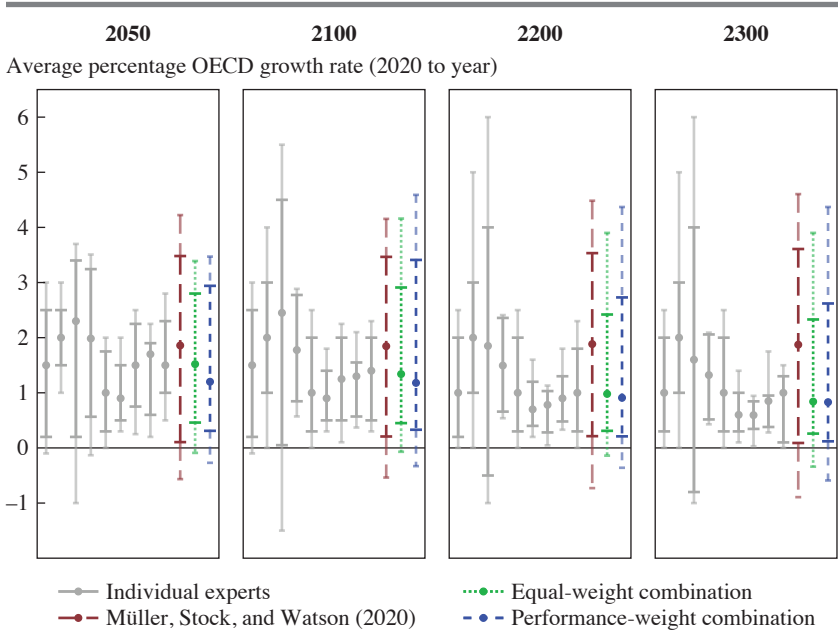 2050 2100 2200 2300
Average percentage OECD growth rate (2020 to year)
6
5
4
3
2
1
0
–1
Individual experts
Equal-weight combination
Müller, Stock, and Watson (2020)
Performance-weight combination